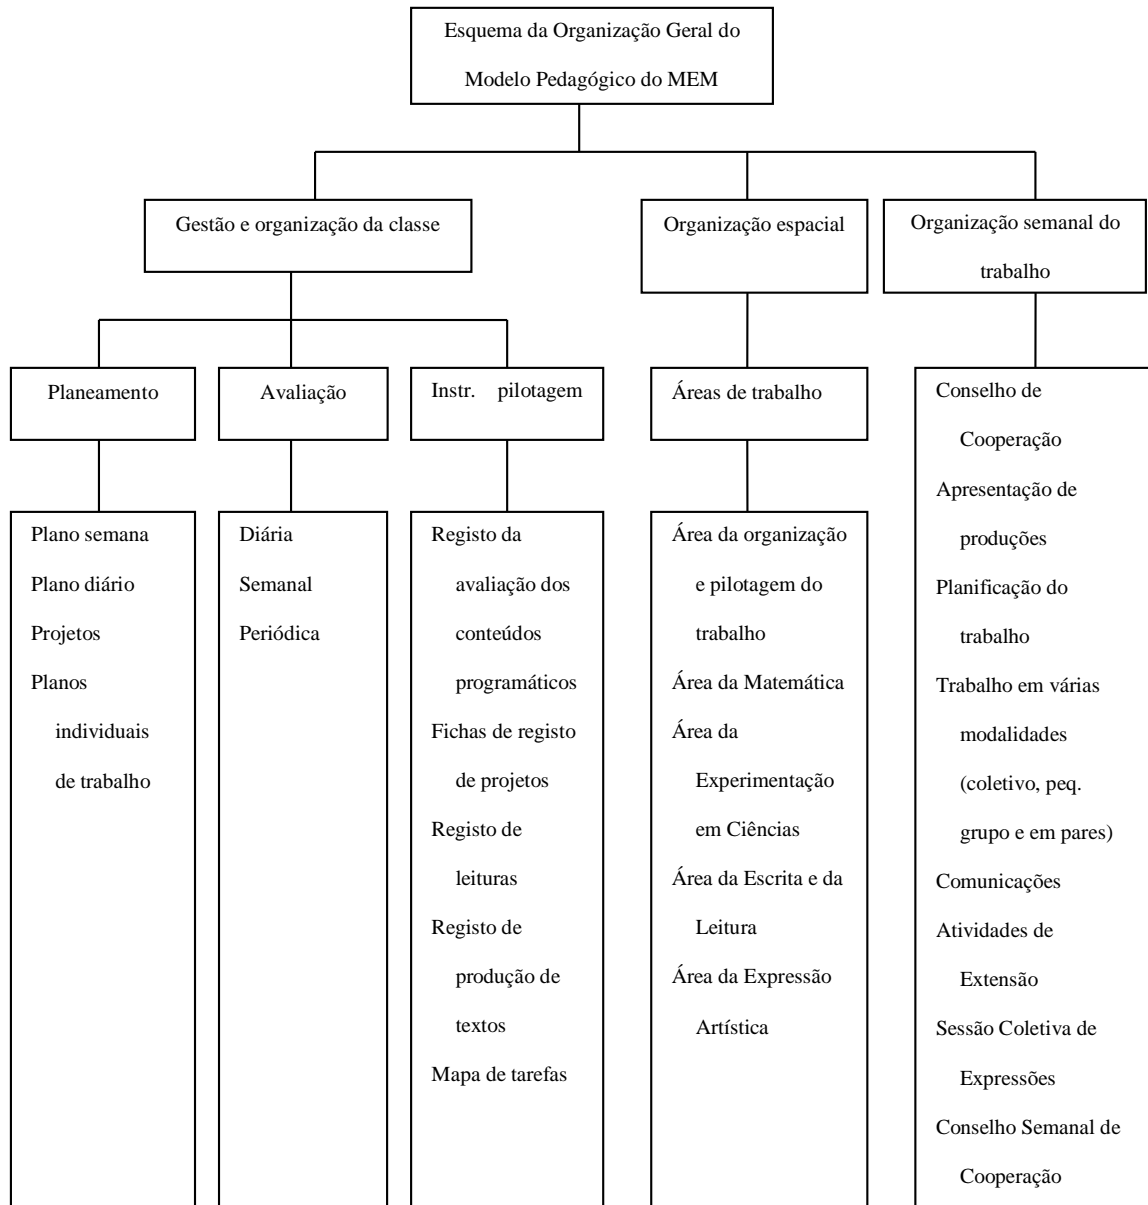 Esquema da Organização Geral do
Modelo Pedagógico do MEM
Gestão e organização da classe
Organização espacial
Organização semanal do
trabalho
Planeamento
Avaliação
Instr. pilotagem
Áreas de trabalho
Plano semana
Plano diário
Projetos
Planos
individuais
de trabalho
Diária
Semanal
Periódica
Registo da
avaliação dos
conteúdos
programáticos
Fichas de registo
de projetos
Registo de
leituras
Registo de
produção de
textos
Mapa de tarefas
Área da organização
e pilotagem do
trabalho
Área da Matemática
Área da
Experimentação
em Ciências
Área da Escrita e da
Leitura
Área da Expressão
Artística
Conselho de
Cooperação
Apresentação de
produções
Planificação do
trabalho
Trabalho em várias
modalidades
(coletivo, peq.
grupo e em pares)
Comunicações
Atividades de
Extensão
Sessão Coletiva de
Expressões
Conselho Semanal de
Cooperação